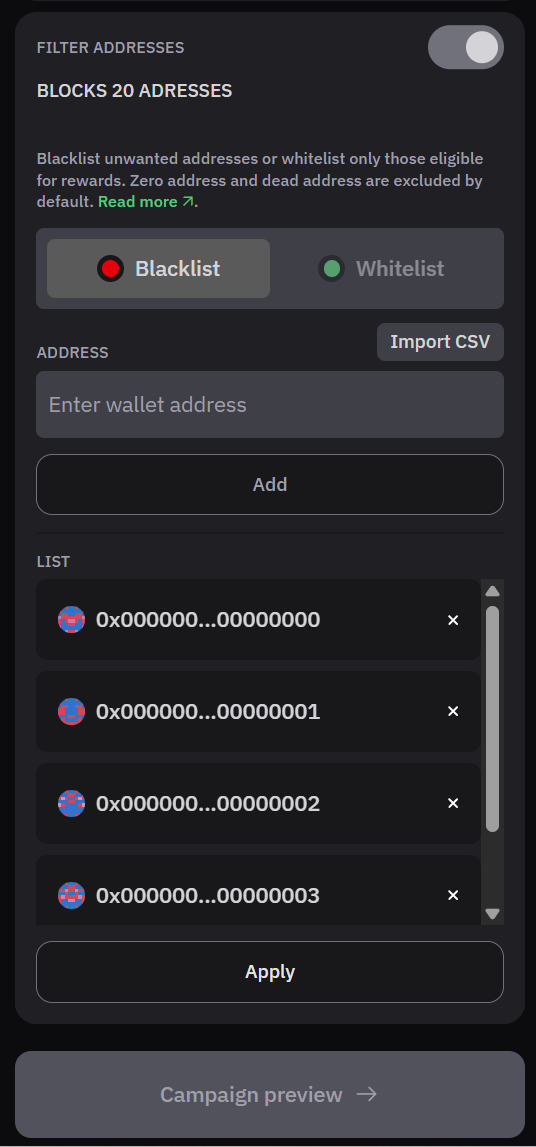 FILTER ADDRESSES
BLOCKS 20 ADRESSES
Blacklist unwanted addresses or whitelist only those eligible
for rewards. Zero address and dead address are excluded by
default. Read more ↗.
Blacklist
Whitelist
Import CSV
ADDRESS
Enter wallet address
Add
LIST
0x000000...00000000
0x000000...00000001
0x000000...00000002
0x000000...00000003
Apply
Campaign preview →